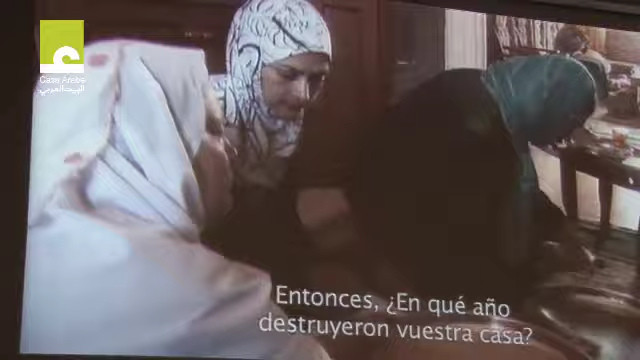 Casa Árabe
البيت العربي
Entonces, ¿En qué año
destruyeron vuestra casa?